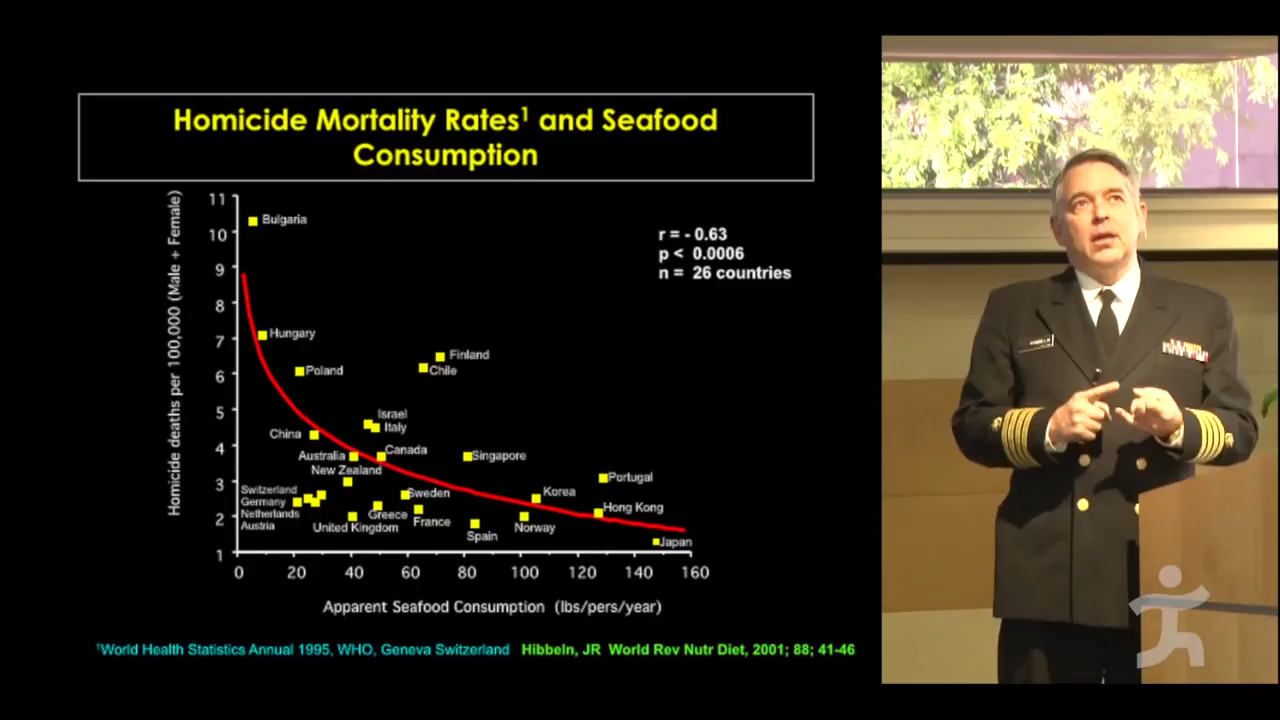 Homicide Mortality Rates¹ and Seafood
Consumption
Homicide deaths per 100,000 (Male + Female)
11
10
9
8
7
6
5
4
3
2
1
Bulgaria
r = - 0.63
p < 0.0006
n = 26 countries
Hungary
Finland
Poland
Chile
Israel
Italy
China
Canada
Australia
Singapore
New Zealand
Portugal
Switzerland
Sweden
Korea
Germany
Netherlands
Greece
Hong Kong
Austria
United Kingdom
France
Spain
Norway
Japan
0 20 40 60 80 100 120 140 160
Apparent Seafood Consumption (lbs/pers/year)
¹World Health Statistics Annual 1995, WHO, Geneva Switzerland Hibbeln, JR World Rev Nutr Diet, 2001; 88; 41-46